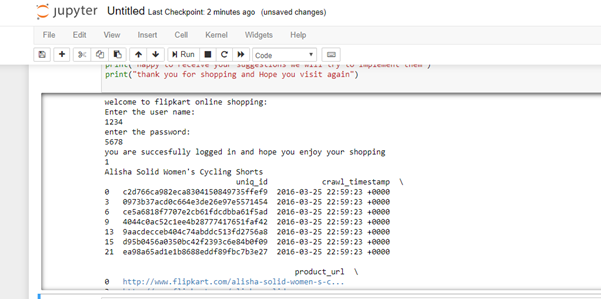 jupyter Untitled Last Checkpoint: 2 minutes ago (unsaved changes)
File Edit View Insert Cell Kernel Widgets Help
Run Code
print("happy to receive your suggestions we will try to implement them")
print("thank you for shopping and Hope you visit again")
welcome to flipkart online shopping:
Enter the user name:
1234
enter the password:
5678
you are succesfully logged in and hope you enjoy your shopping
1
Alisha Solid Women's Cycling Shorts
uniq_id crawl_timestamp \
0 c2d766ca982eca8304150849735ffef9 2016-03-25 22:59:23 +0000
3 0973b37acd0c664e3de26e97e5571454 2016-03-25 22:59:23 +0000
6 ce5a6818f7707e2cb61fdcdbba61f5ad 2016-03-25 22:59:23 +0000
9 4044c0ac52c1ee4b28777417651faf42 2016-03-25 22:59:23 +0000
13 9aacdecceb404c74abddc513fd2756a8 2016-03-25 22:59:23 +0000
15 d95b0456a0350bc42f2393c6e84b0f09 2016-03-25 22:59:23 +0000
21 ea98a65ad1e1b8688eddf89fbc7b3e27 2016-03-25 22:59:23 +0000
product_url \
0 http://www.flipkart.com/alisha-solid-women-s-c...